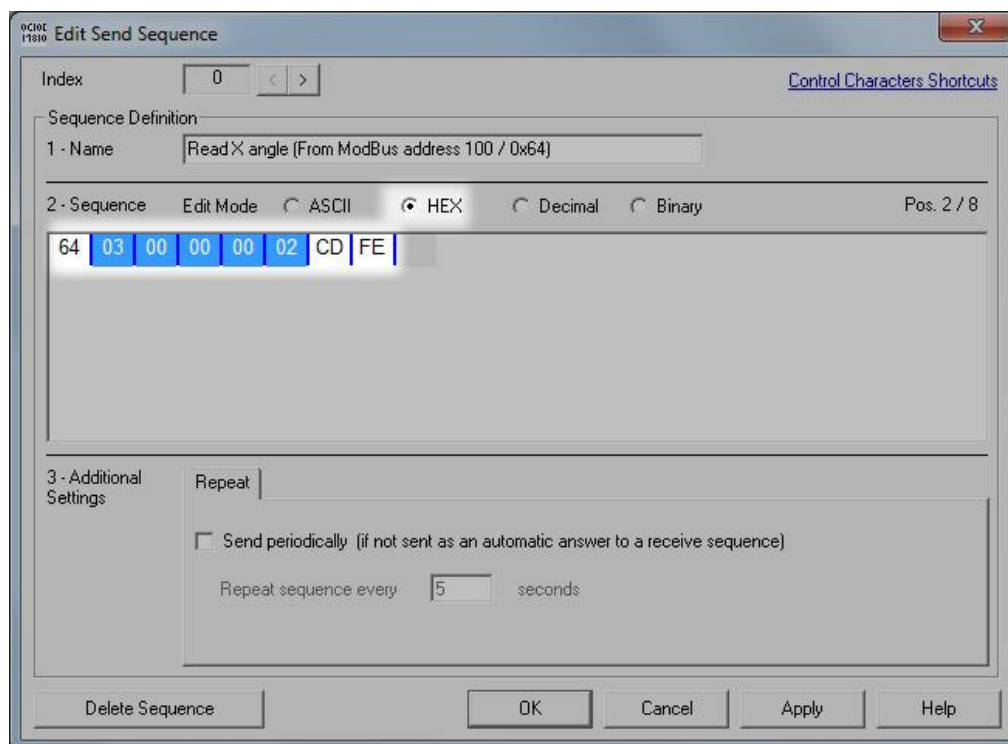 Edit Send Sequence
Index 0 < > Control Characters Shortcuts
Sequence Definition
1 - Name Read X angle (From ModBus address 100 / 0x64)
2 - Sequence Edit Mode ASCII HEX Decimal Binary Pos. 2 / 8
64 03 00 00 00 02 CD FE
3 - Additional Settings
Repeat
Send periodically (if not sent as an automatic answer to a receive sequence)
Repeat sequence every 5 seconds
Delete Sequence OK Cancel Apply Help